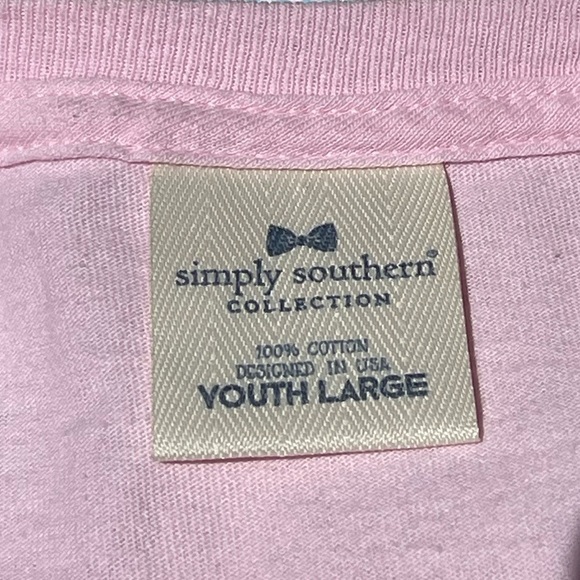 simply southern®
COLLECTION
100% COTTON
DESIGNED IN USA
YOUTH LARGE